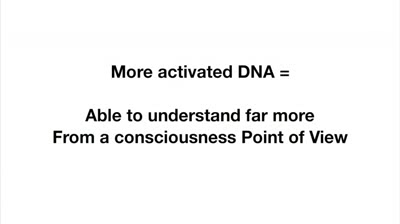 More activated DNA =
Able to understand far more
From a consciousness Point of View